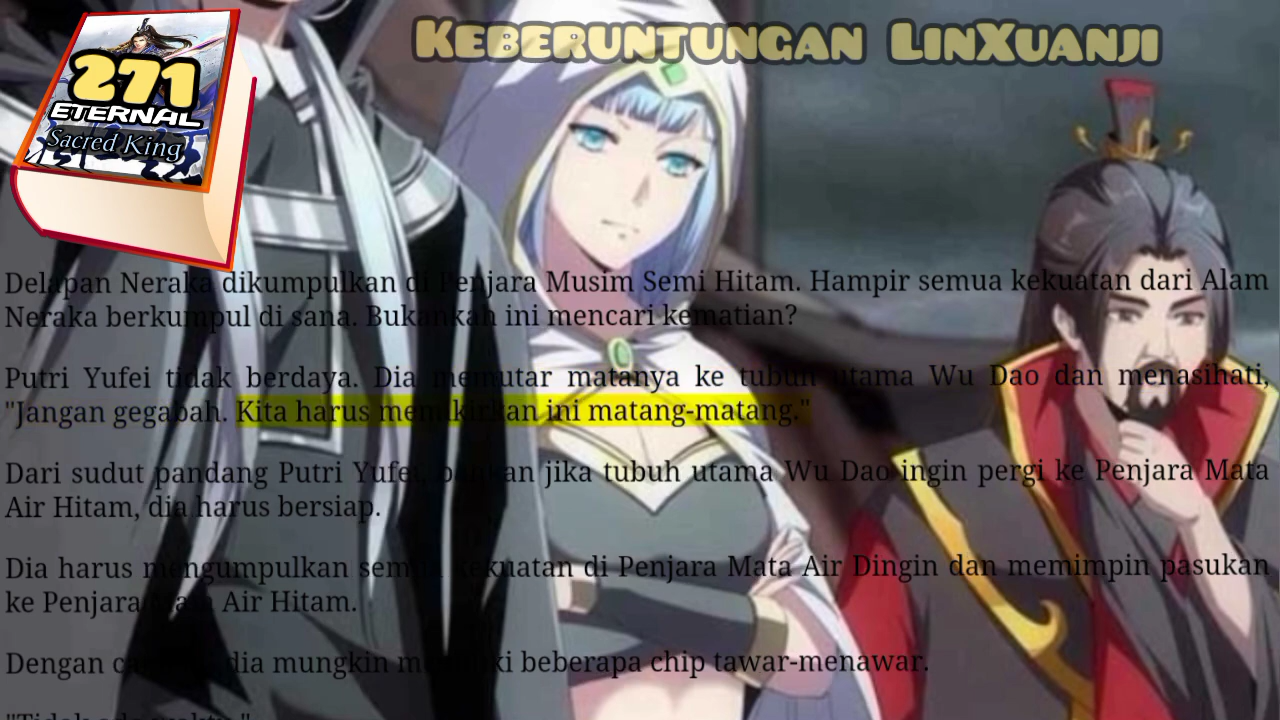 KEBERUNTUNGAN LINXUANJI
271
ETERNAL
Sacred King
Delapan Neraka dikumpulkan di Penjara Musim Semi Hitam. Hampir semua kekuatan dari Alam
Neraka berkumpul di sana. Bukankah ini mencari kematian?
Putri Yufei tidak berdaya. Dia memutar matanya ke tubuh utama Wu Dao dan menasihati,
"Jangan gegabah. Kita harus memikirkan ini matang-matang."
Dari sudut pandang Putri Yufei, bahkan jika tubuh utama Wu Dao ingin pergi ke Penjara Mata
Air Hitam, dia harus bersiap.
Dia harus mengumpulkan semua kekuatan di Penjara Mata Air Dingin dan memimpin pasukan
ke Penjara Mata Air Hitam.
Dengan dia mungkin memiliki beberapa chip tawar-menawar.
"Tidak ada waktu."